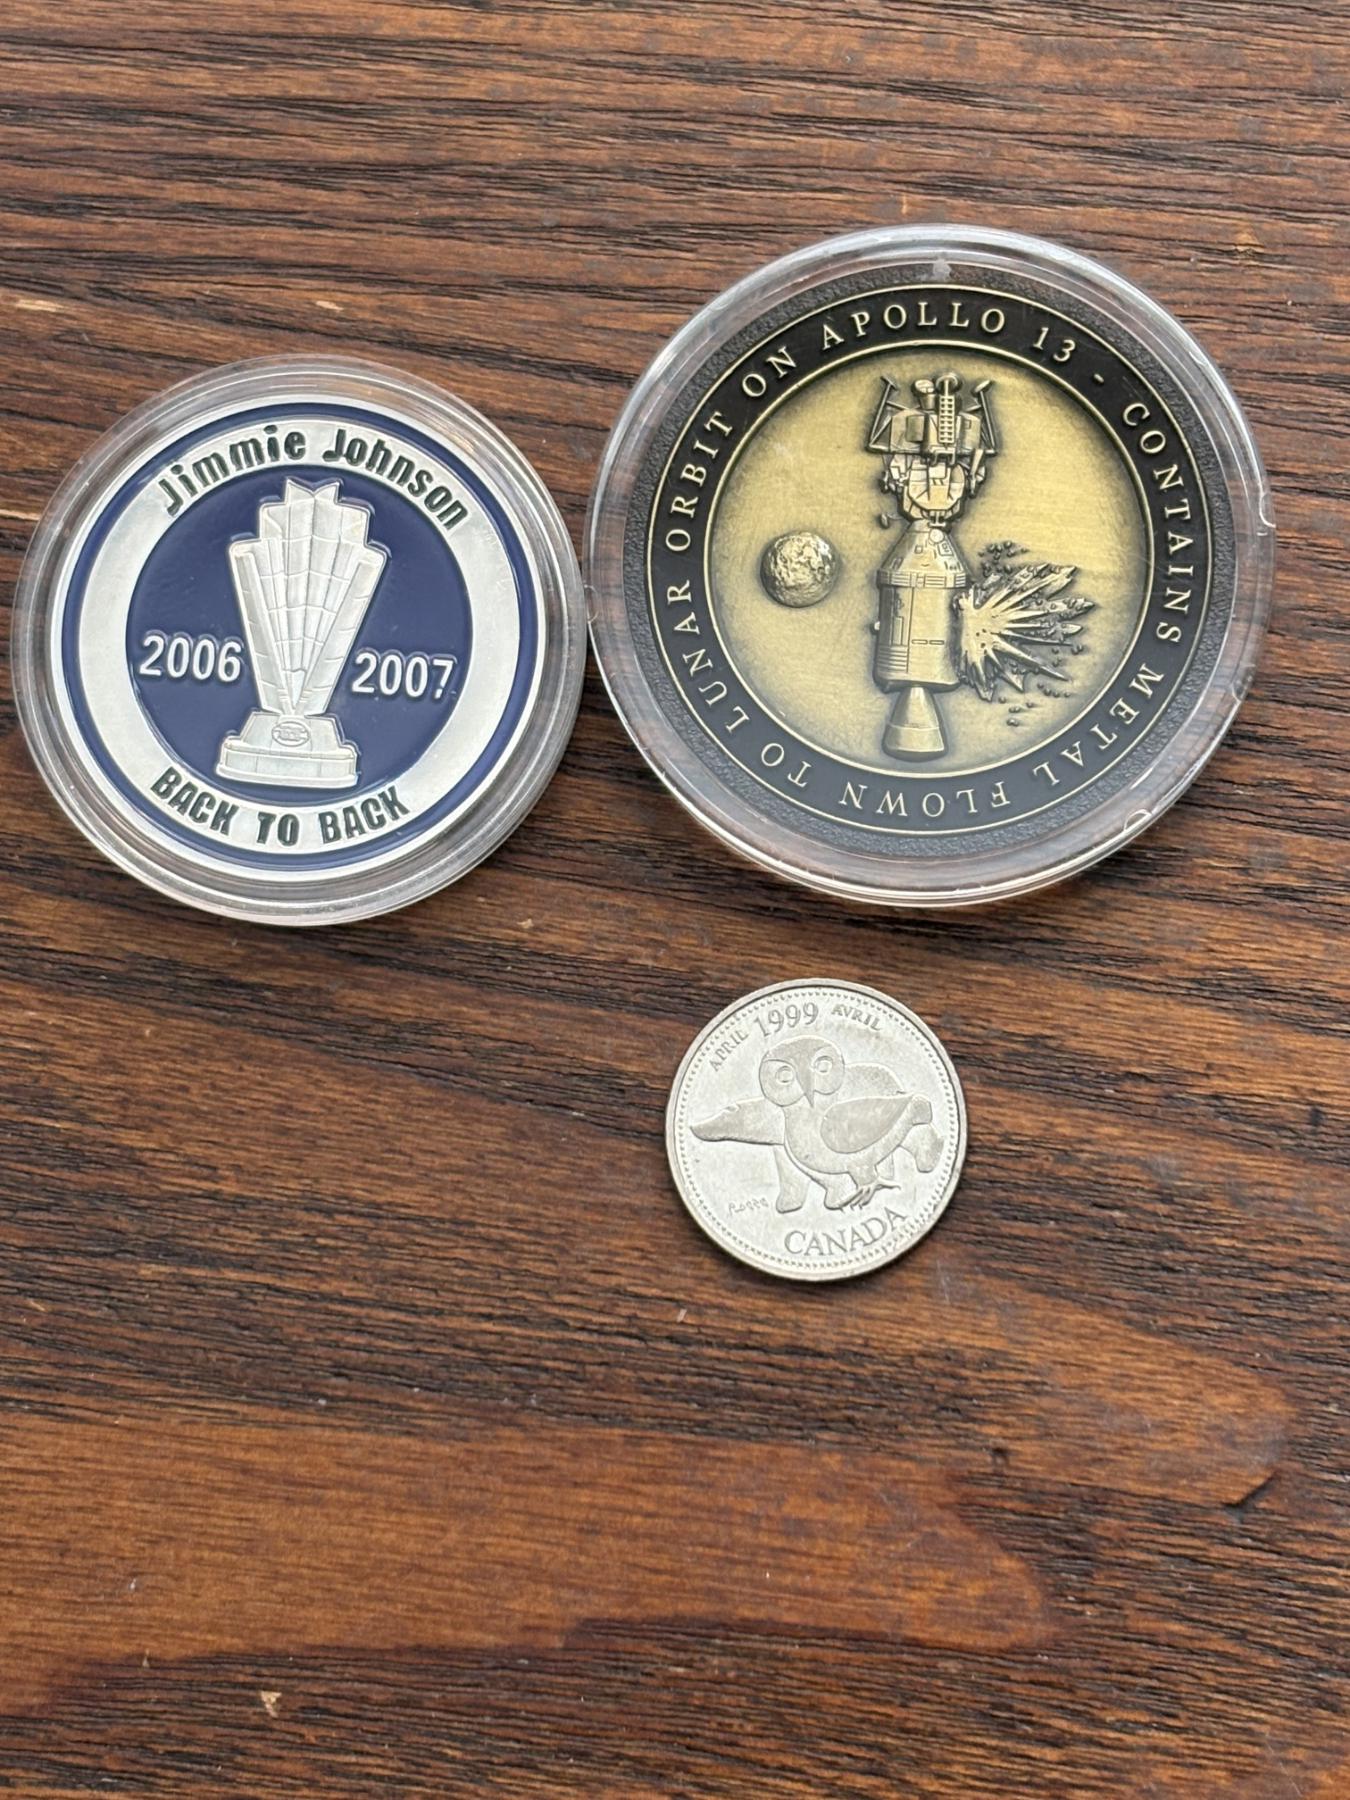 Jimmie Johnson
2006 2007
BACK TO BACK
CONTAINS METAL FLOWN TO LUNAR ORBIT ON APOLLO 13 -
APRIL 1999 AVRIL
CANADA